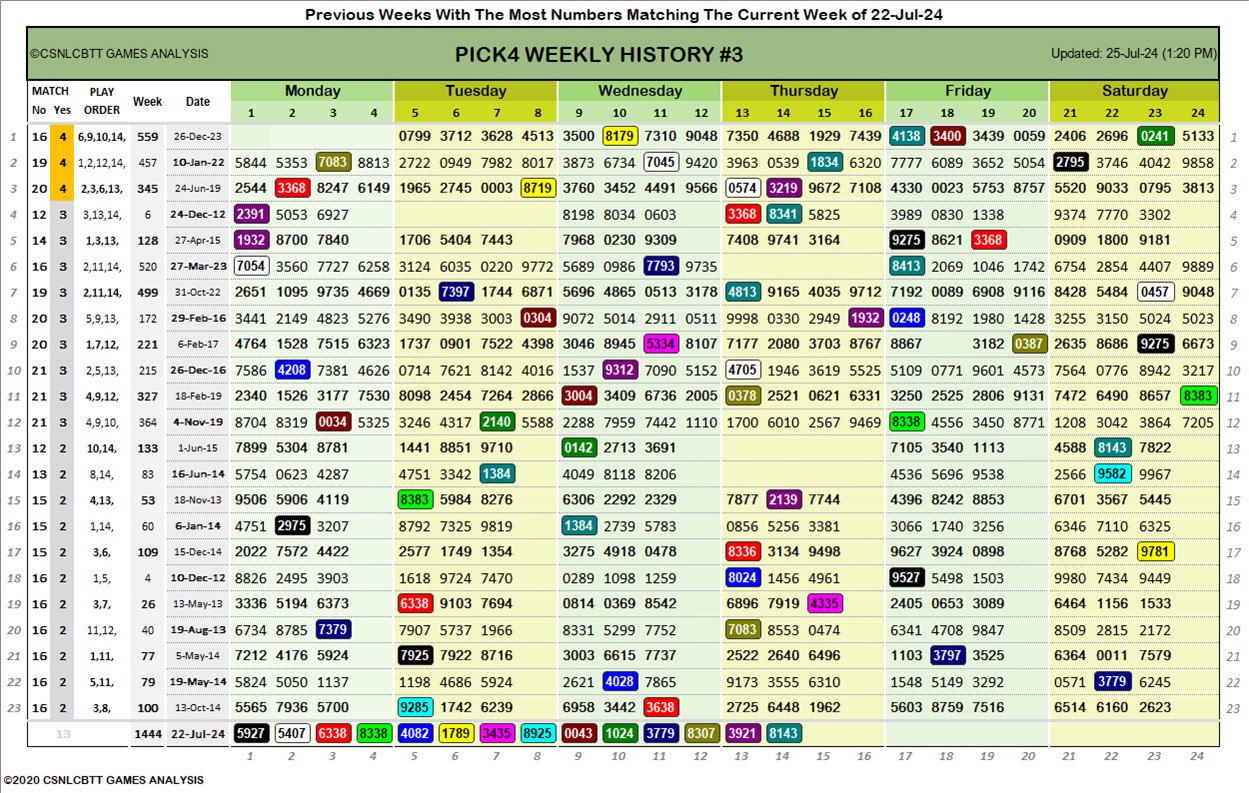 Previous Weeks With The Most Numbers Matching The Current Week of 22-Jul-24
©CSNLCBTT GAMES ANALYSIS PICK4 WEEKLY HISTORY #3 Updated: 25-Jul-24 (1:20 PM)
MATCH PLAY Week Date Monday Tuesday Wednesday Thursday Friday Saturday
No Yes ORDER 1 2 3 4 5 6 7 8 9 10 11 12 13 14 15 16 17 18 19 20 21 22 23 24
1 16 4 6,9,10,14, 559 26-Dec-23 0799 3712 3628 4513 3500 8179 7310 9048 7350 4688 1929 7439 4138 3400 3439 0059 2406 2696 0241 5133 1
2 19 4 1,2,12,14, 457 10-Jan-22 5844 5353 7083 8813 2722 0949 7982 8017 3873 6734 7045 9420 3963 0539 1834 6320 7777 6089 3652 5054 2795 3746 4042 9858 2
3 20 4 2,3,6,13, 345 24-Jun-19 2544 3368 8247 6149 1965 2745 0003 8719 3760 3452 4491 9566 0574 3219 9672 7108 4330 0023 5753 8757 5520 9033 0795 3813 3
4 12 3 3,13,14, 6 24-Dec-12 2391 5053 6927 8198 8034 0603 3368 8341 5825 3989 0830 1338 9374 7770 3302 4
5 14 3 1,3,13, 128 27-Apr-15 1932 8700 7840 1706 5404 7443 7968 0230 9309 7408 9741 3164 9275 8621 3368 0909 1800 9181 5
6 16 3 2,11,14, 520 27-Mar-23 7054 3560 7727 6258 3124 6035 0220 9772 5689 0986 7793 9735 8413 2069 1046 1742 6754 2854 4407 9889 6
7 19 3 2,11,14, 499 31-Oct-22 2651 1095 9735 4669 0135 7397 1744 6871 5696 4865 0513 3178 4813 9165 4035 9712 7192 0089 6908 9116 8428 5484 0457 9048 7
8 20 3 5,9,13, 172 29-Feb-16 3441 2149 4823 5276 3490 3938 3003 0304 9072 5014 2911 0511 9998 0330 2949 1932 0248 8192 1980 1428 3255 3150 5024 5023 8
9 20 3 1,7,12, 221 6-Feb-17 4764 1528 7515 6323 1737 0901 7522 4398 3046 8945 5334 8107 7177 2080 3703 8767 8867 3182 0387 2635 8686 9275 6673 9
10 21 3 2,5,13, 215 26-Dec-16 7586 4208 7381 4626 0714 7621 8142 4016 5480 9312 7090 5152 4705 1946 3619 5525 5109 0771 9601 4573 7564 0776 8942 3217 10
11 21 3 4,9,12, 327 18-Feb-19 2340 1526 3177 7530 8098 2454 7264 2866 3004 3409 6736 2005 0378 2521 0621 6331 3250 2525 2806 9131 7472 6490 8657 8383 11
12 21 3 4,9,10, 364 4-Nov-19 8704 8319 0034 5335 3246 4317 2140 5588 2288 7959 7442 1110 1700 6010 2567 9469 8338 4556 3450 8771 1208 3042 3864 7205 12
13 12 2 10,14, 133 1-Jun-15 7899 5304 8781 1441 8851 9710 0142 2713 3691 7105 3540 1113 4588 8143 7822 13
14 13 2 8,14, 83 16-Jun-14 5754 0623 4287 4751 3342 1384 4049 8118 8206 4536 5696 9538 2566 9582 9967 14
15 15 2 4,13, 53 18-Nov-13 9506 5906 4119 8383 5984 8276 6306 2292 2329 7877 2139 7744 4396 8242 8853 6701 3567 5445 15
16 15 2 1,14, 60 6-Jan-14 4751 2975 3207 8792 7325 9819 1384 2739 5783 0856 5256 3381 3066 1740 3256 6346 7110 6325 16
17 15 2 3,6, 109 15-Dec-14 2022 7572 4422 2577 1749 1354 3275 4918 0478 8336 3134 9498 9627 3924 0898 8768 5282 9781 17
18 16 2 1,5, 4 10-Dec-12 8826 2495 3903 1618 9724 7470 0289 1098 1259 8024 1456 4961 9527 5498 1503 9980 7434 9449 18
19 16 2 3,7, 26 13-May-13 3336 5194 6373 6338 9103 7694 0814 0369 8542 6896 7919 4335 2405 0653 3089 6464 1156 1533 19
20 16 2 11,12, 40 19-Aug-13 6734 8785 7379 7907 5737 1966 8331 5299 7752 7083 8553 0474 6341 4708 9847 8509 2815 2172 20
21 16 2 1,11, 77 5-May-14 7212 4176 5924 7925 7922 8716 3003 6615 7737 2522 2640 6496 1103 3797 3525 6364 0011 7579 21
22 16 2 5,11, 79 19-May-14 5824 5050 1137 1198 4686 5924 2621 4028 7865 9173 3555 6310 1548 5149 3292 0571 3779 6245 22
23 16 2 3,8, 100 13-Oct-14 5565 7936 5700 9285 1742 6239 6958 3442 3638 2725 6448 1962 5603 8759 7516 6514 6160 2623 23
13 1444 22-Jul-24 5927 5407 6338 8338 4082 1789 3435 8925 0043 1024 3779 8307 3921 8143
1 2 3 4 5 6 7 8 9 10 11 12 13 14 15 16 17 18 19 20 21 22 23 24
©2020 CSNLCBTT GAMES ANALYSIS